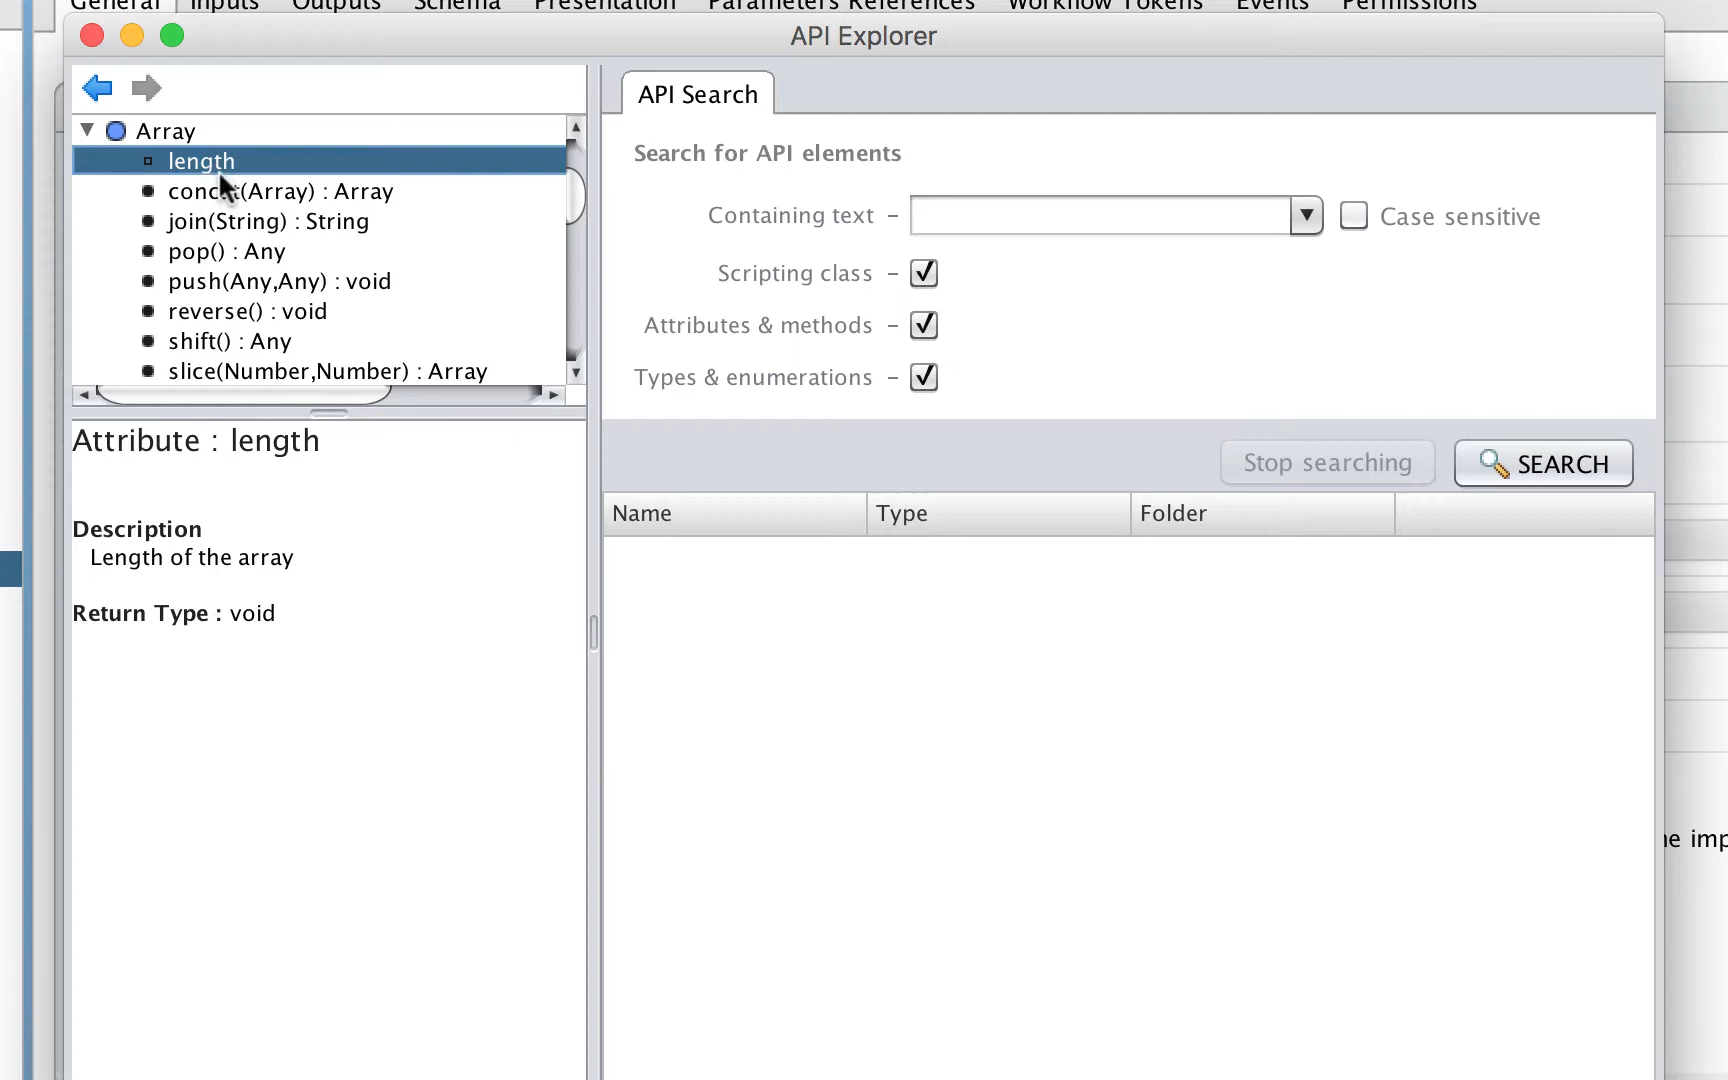 General Inputs Outputs Schema Presentation Parameters References Workflow Tokens Events Permissions
API Explorer
Array
length
(Array) : Array
join(String) : String
pop() : Any
push(Any,Any) : void
reverse() : void
shift() : Any
slice(Number,Number) : Array
Attribute : length
Description
Length of the array
Return Type : void
API Search
Search for API elements
Containing text –
Case sensitive
Scripting class –
Attributes & methods –
Types & enumerations –
Stop searching
SEARCH
Name Type Folder